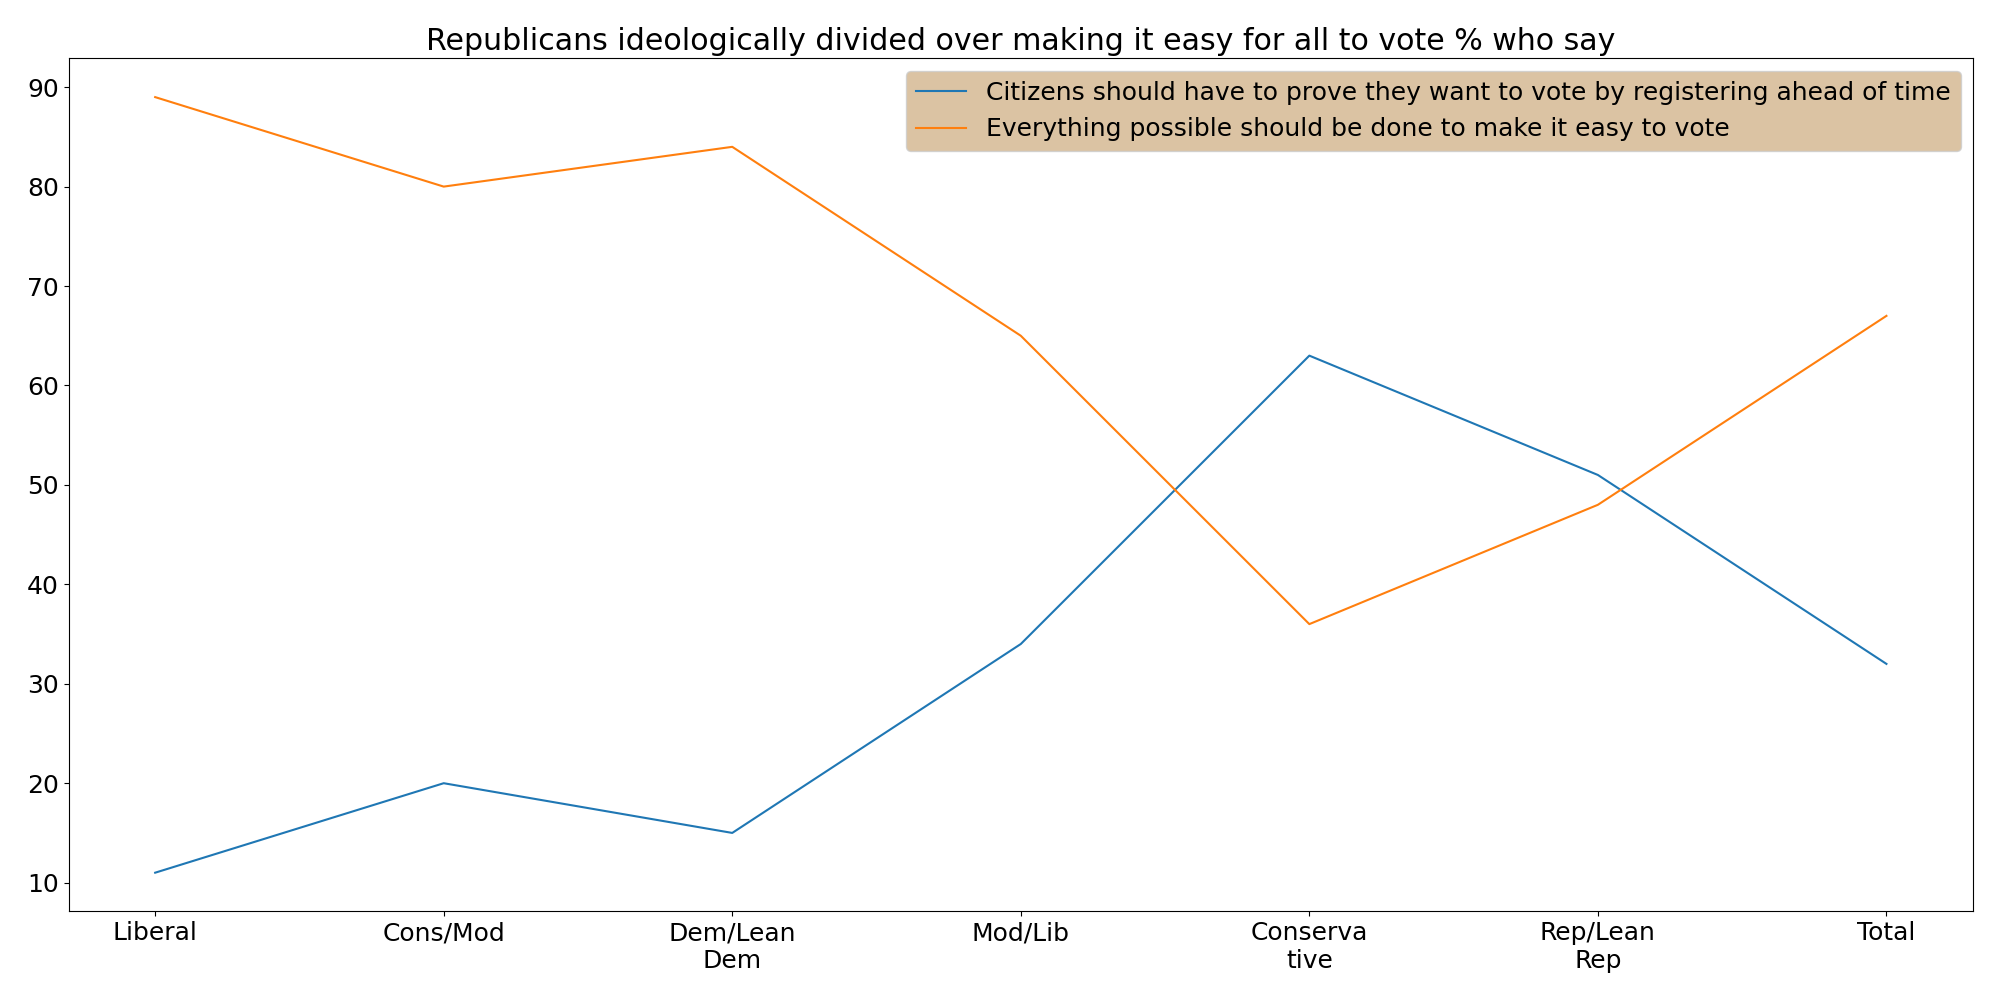 Republicans ideologically divided over making it easy for all to vote % who say
Citizens should have to prove they want to vote by registering ahead of time
Everything possible should be done to make it easy to vote
90
80
70
60
50
40
30
20
10
Liberal
Cons/Mod
Dem/Lean
Dem
Mod/Lib
Conserva
tive
Rep/Lean
Rep
Total